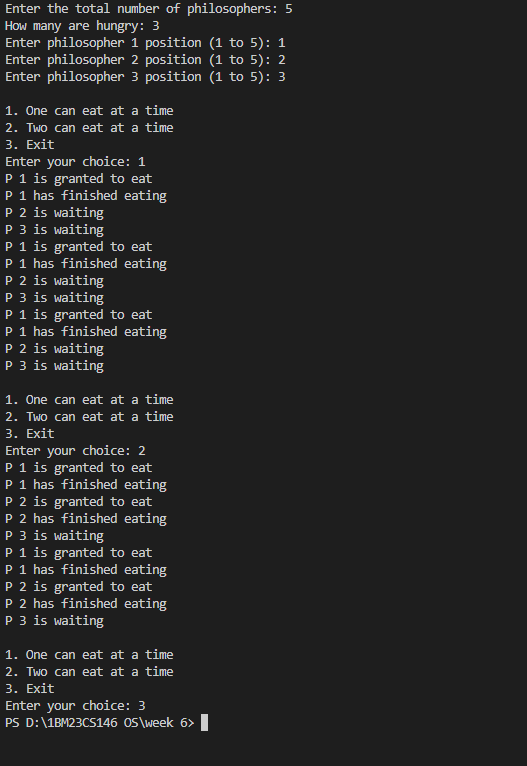 Enter the total number of philosophers: 5
How many are hungry: 3
Enter philosopher 1 position (1 to 5): 1
Enter philosopher 2 position (1 to 5): 2
Enter philosopher 3 position (1 to 5): 3

1. One can eat at a time
2. Two can eat at a time
3. Exit
Enter your choice: 1
P 1 is granted to eat
P 1 has finished eating
P 2 is waiting
P 3 is waiting
P 1 is granted to eat
P 1 has finished eating
P 2 is waiting
P 3 is waiting
P 1 is granted to eat
P 1 has finished eating
P 2 is waiting
P 3 is waiting

1. One can eat at a time
2. Two can eat at a time
3. Exit
Enter your choice: 2
P 1 is granted to eat
P 1 has finished eating
P 2 is granted to eat
P 2 has finished eating
P 3 is waiting
P 1 is granted to eat
P 1 has finished eating
P 2 is granted to eat
P 2 has finished eating
P 3 is waiting

1. One can eat at a time
2. Two can eat at a time
3. Exit
Enter your choice: 3
PS D:\1BM23CS146 OS\week 6>